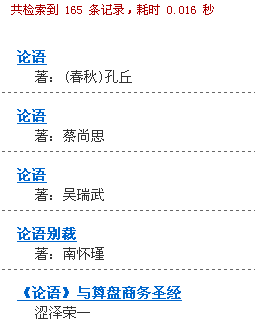 共检索到 165 条记录，耗时 0.016 秒
论语
著：(春秋)孔丘
论语
著：蔡尚思
论语
著：吴瑞武
论语别裁
著：南怀瑾
《论语》与算盘商务圣经
涩泽荣一